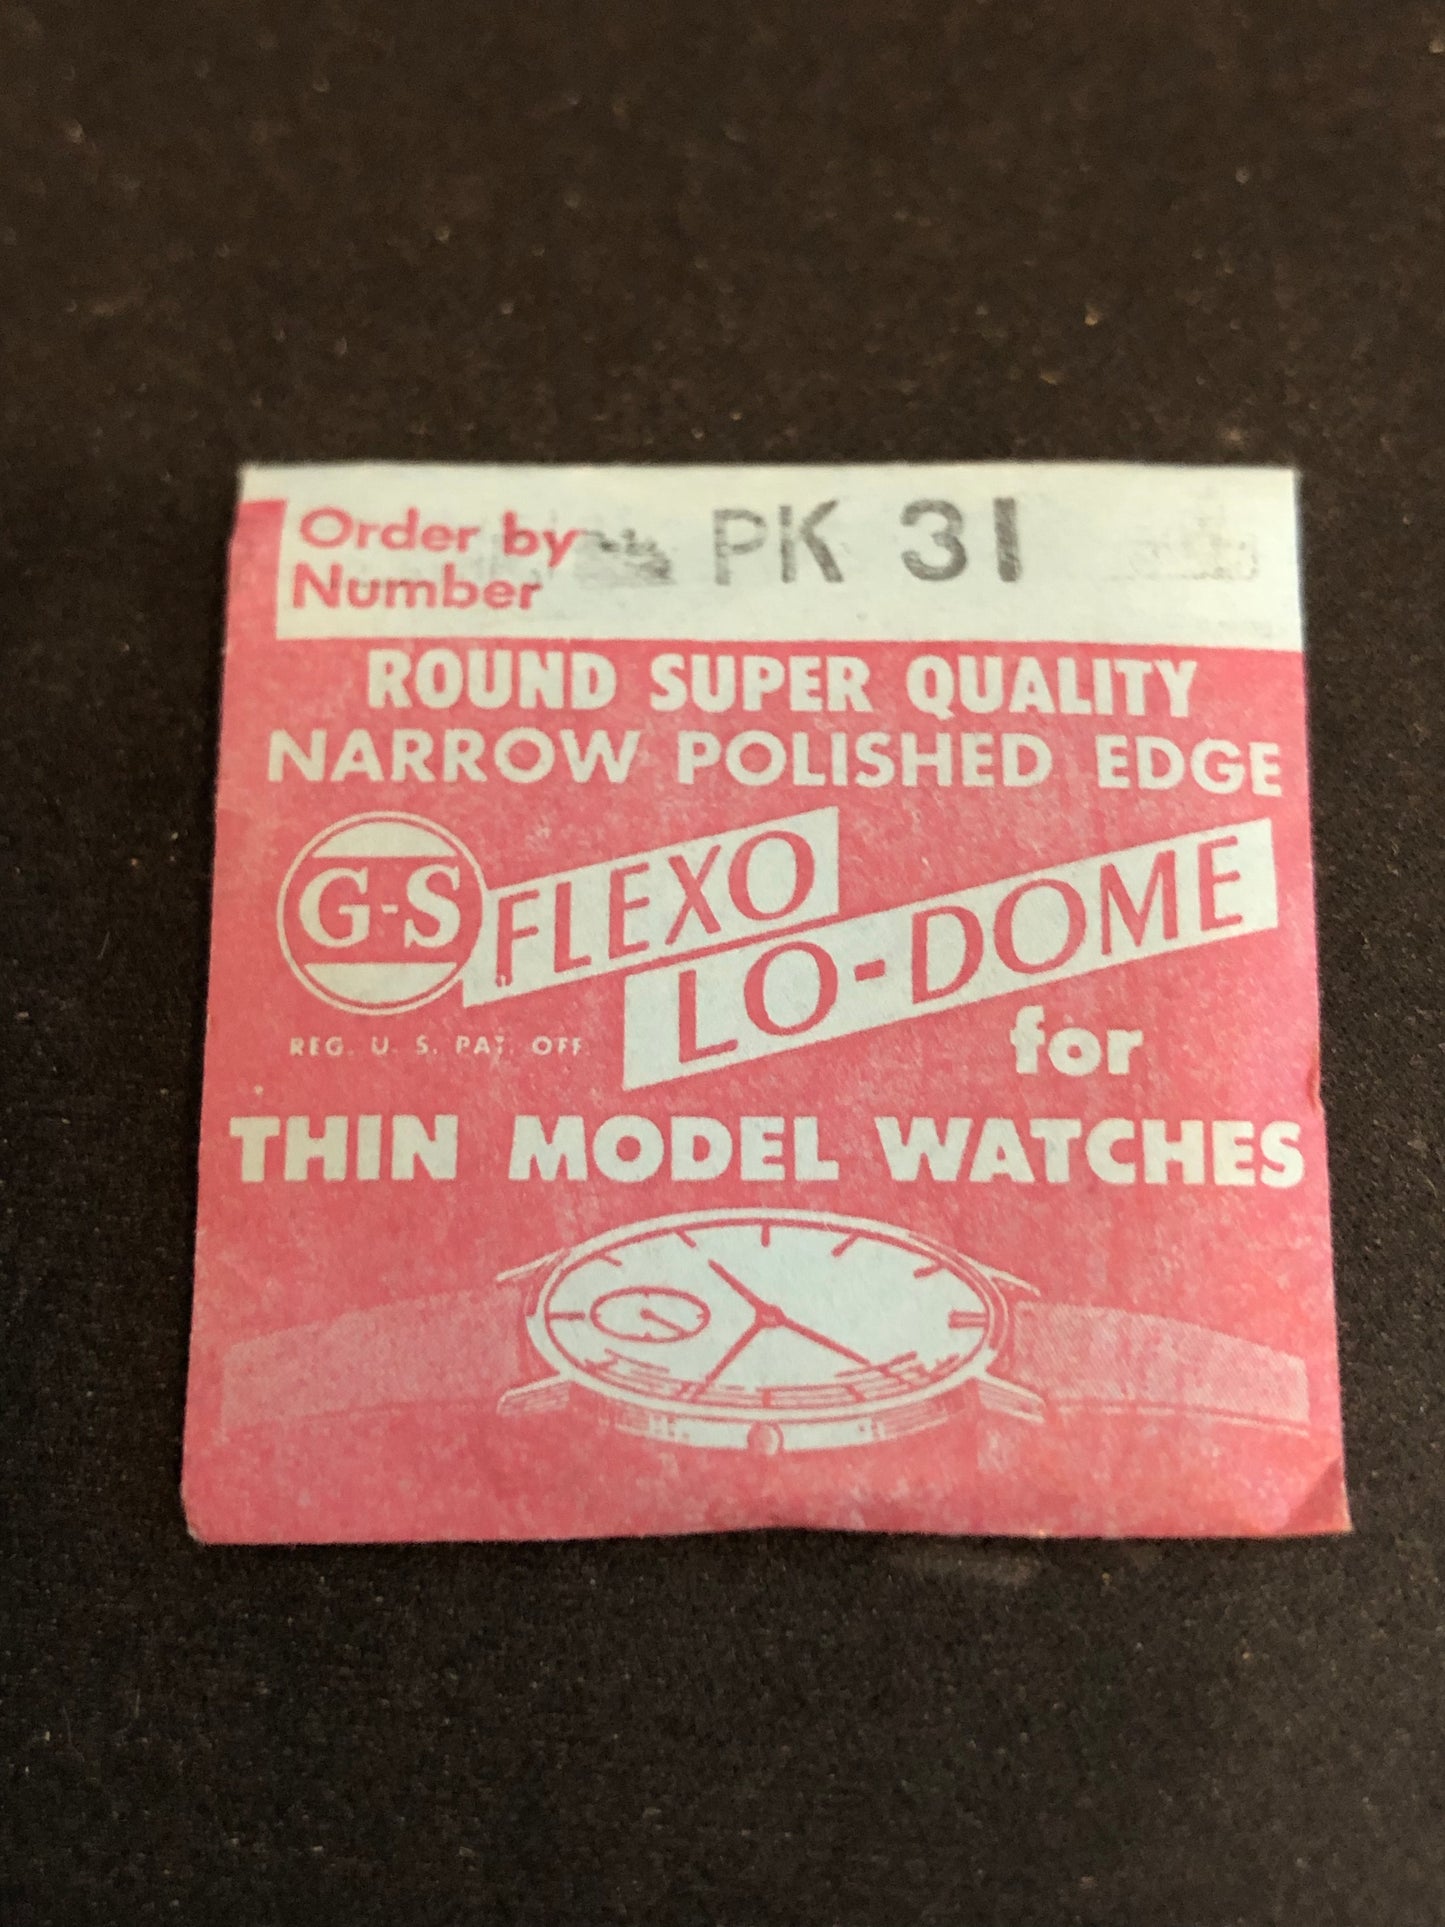 Order by
Number
PK 31
ROUND SUPER QUALITY
NARROW POLISHED EDGE
G-S
FLEXO
LO-DOME
REG. U. S. PAT. OFF.
for
THIN MODEL WATCHES